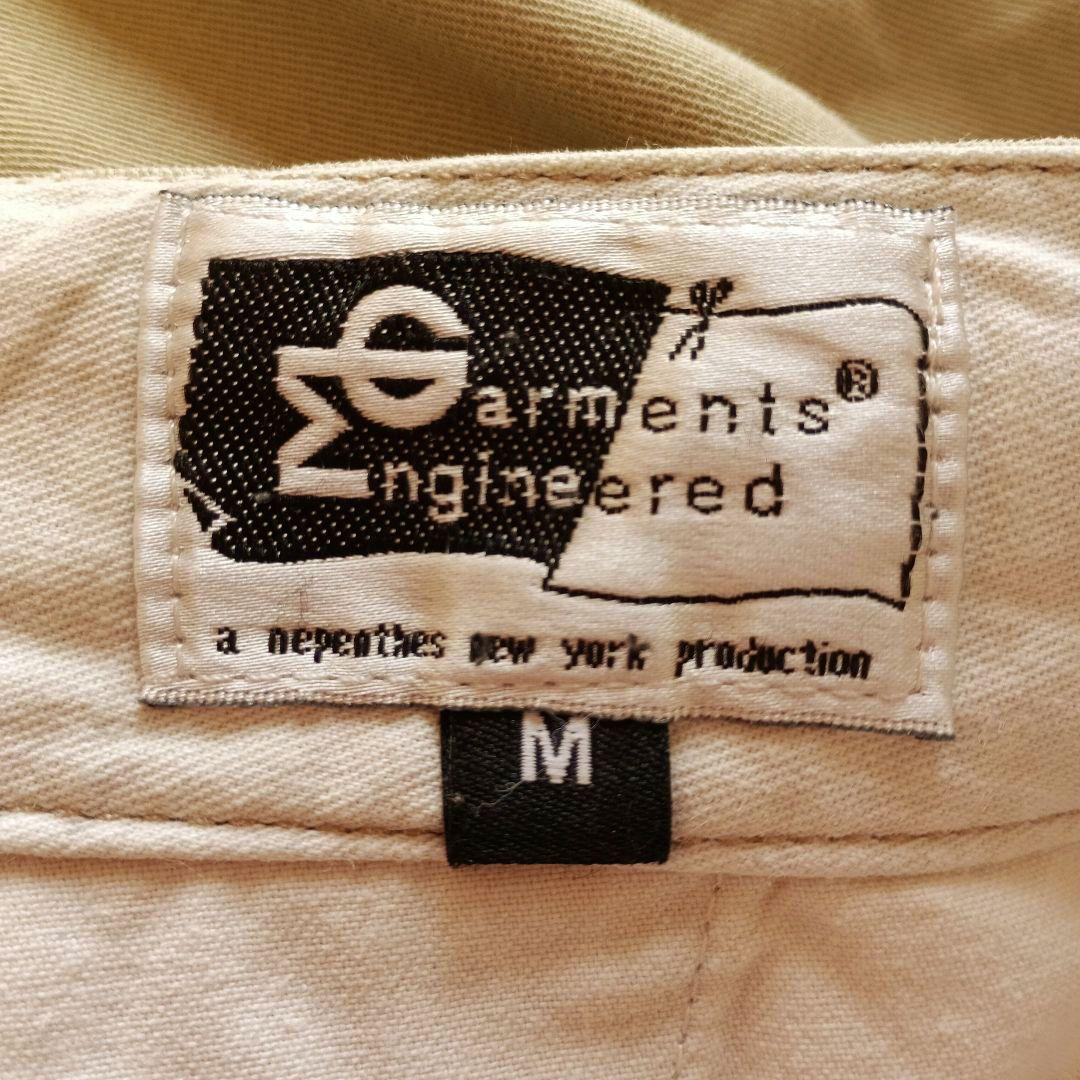 Garments®
Engineered
a nepenthes new york production
M